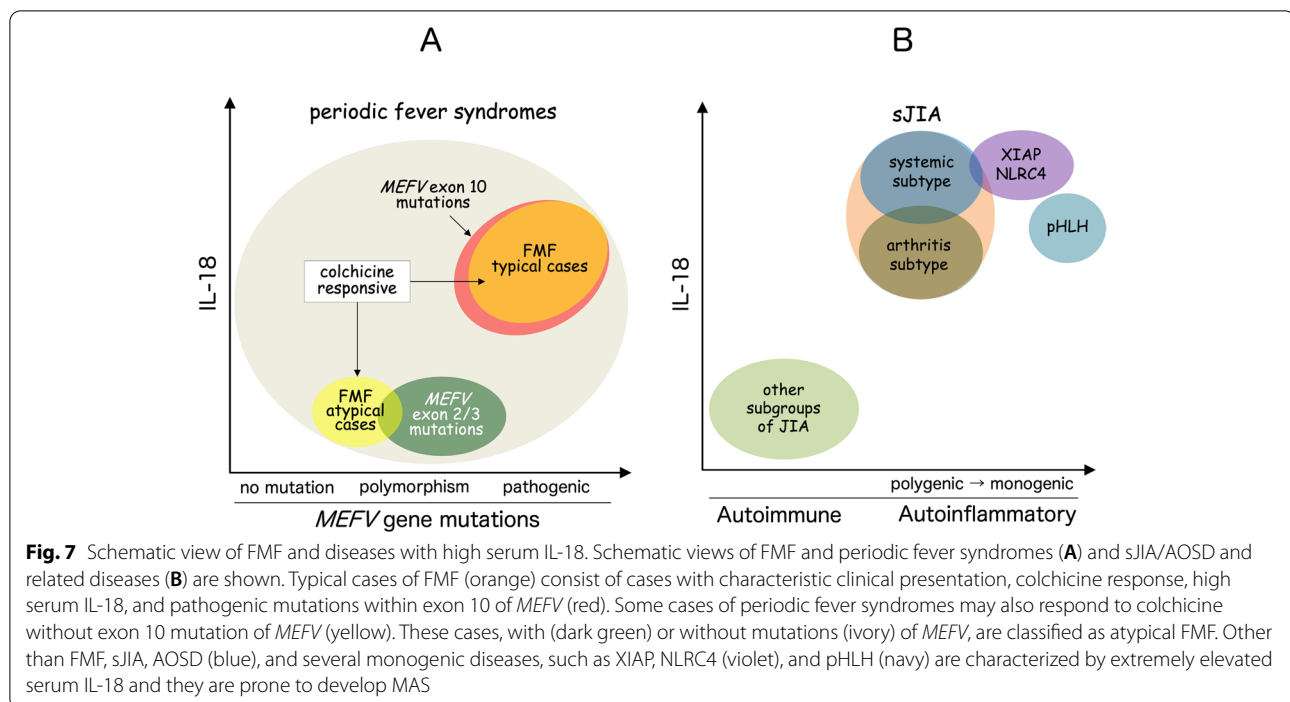 A
periodic fever syndromes
MEFV exon 10
mutations
FMF
typical cases
colchicine
responsive
FMF
atypical
cases
MEFV
exon 2/3
mutations
IL-18
no mutation polymorphism pathogenic
MEFV gene mutations
B
sJIA
systemic
subtype
XIAP
NLRC4
pHLH
arthritis
subtype
other
subgroups
of JIA
IL-18
polygenic → monogenic
Autoimmune Autoinflammatory
Fig. 7 Schematic view of FMF and diseases with high serum IL-18. Schematic views of FMF and periodic fever syndromes (A) and sJIA/AOSD and
related diseases (B) are shown. Typical cases of FMF (orange) consist of cases with characteristic clinical presentation, colchicine response, high
serum IL-18, and pathogenic mutations within exon 10 of MEFV (red). Some cases of periodic fever syndromes may also respond to colchicine
without exon 10 mutation of MEFV (yellow). These cases, with (dark green) or without mutations (ivory) of MEFV, are classified as atypical FMF. Other
than FMF, sJIA, AOSD (blue), and several monogenic diseases, such as XIAP, NLRC4 (violet), and pHLH (navy) are characterized by extremely elevated
serum IL-18 and they are prone to develop MAS